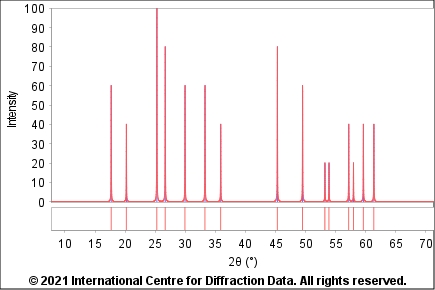 100
90
80
70
60
50
40
30
20
10
0
Intensity
10 15 20 25 30 35 40 45 50 55 60 65 70
2θ (°)
© 2021 International Centre for Diffraction Data. All rights reserved.